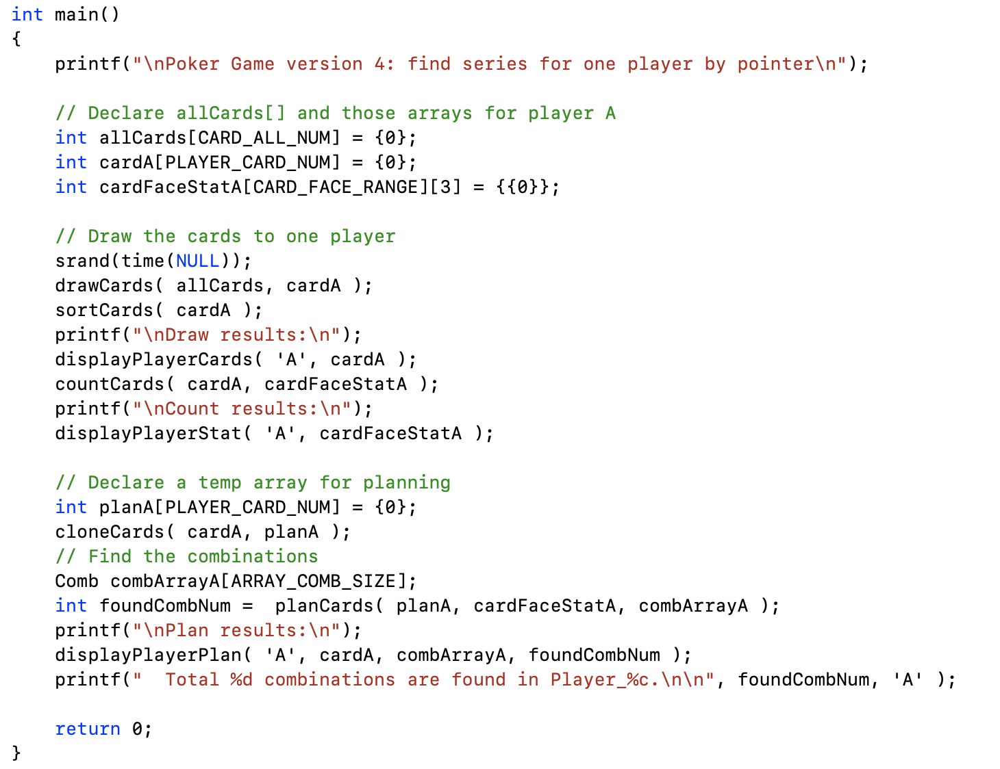 int main()
{
    printf("\nPoker Game version 4: find series for one player by pointer\n");

    // Declare allCards[] and those arrays for player A
    int allCards[CARD_ALL_NUM] = {0};
    int cardA[PLAYER_CARD_NUM] = {0};
    int cardFaceStatA[CARD_FACE_RANGE][3] = {{0}};

    // Draw the cards to one player
    srand(time(NULL));
    drawCards( allCards, cardA );
    sortCards( cardA );
    printf("\nDraw results:\n");
    displayPlayerCards( 'A', cardA );
    countCards( cardA, cardFaceStatA );
    printf("\nCount results:\n");
    displayPlayerStat( 'A', cardFaceStatA );

    // Declare a temp array for planning
    int planA[PLAYER_CARD_NUM] = {0};
    cloneCards( cardA, planA );
    // Find the combinations
    Comb combArrayA[ARRAY_COMB_SIZE];
    int foundCombNum =  planCards( planA, cardFaceStatA, combArrayA );
    printf("\nPlan results:\n");
    displayPlayerPlan( 'A', cardA, combArrayA, foundCombNum );
    printf("  Total %d combinations are found in Player_%c.\n\n", foundCombNum, 'A' );

    return 0;
}